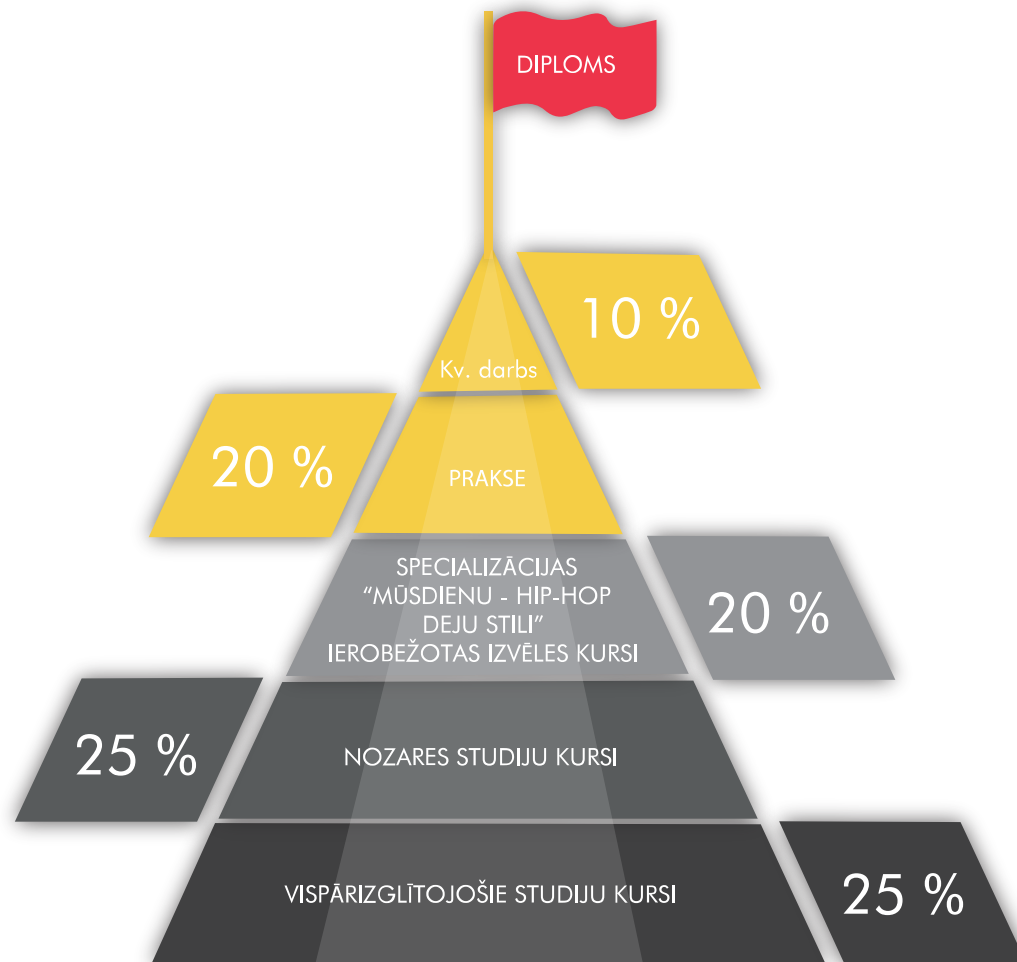 DIPLOMS
10 %
Kv. darbs
20 %
PRAKSE
SPECIALIZĀCIJAS
“MŪSDIENU - HIP-HOP
DEJU STILI”
IEROBEŽOTAS IZVĒLES KURSI
20 %
25 %
NOZARES STUDIJU KURSI
VISPĀRIZGLĪTOJOŠIE STUDIJU KURSI
25 %